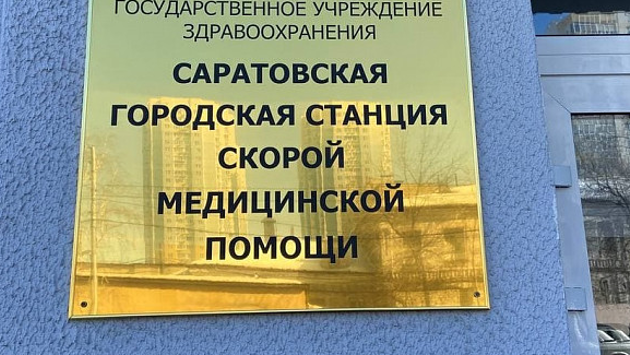 ГОСУДАРСТВЕННОЕ УЧРЕЖДЕНИЕ
ЗДРАВООХРАНЕНИЯ
САРАТОВСКАЯ
ГОРОДСКАЯ СТАНЦИЯ
СКОРОЙ
МЕДИЦИНСКОЙ
ПОМОЩИ